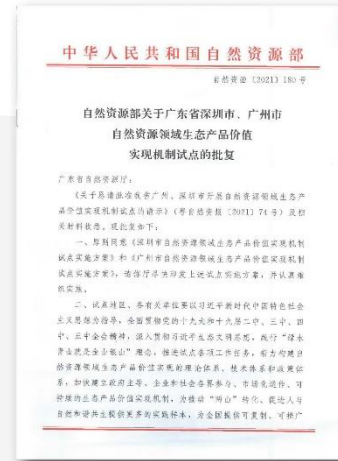 中华人民共和国自然资源部
自然资函〔2021〕180号
自然资源部关于广东省深圳市、广州市
自然资源领域生态产品价值
实现机制试点的批复
广东省自然资源厅：
《关于恳请批在我省广州、深圳市开展自然资源领域生态产
品价值实现机制试点的请示》（粤自然资报〔2021〕74号）及相
关材料收悉。现批复如下：
一、原则同意《深圳市自然资源领域生态产品价值实现机制
试点实施方案》和《广州市自然资源领域生态产品价值实现机制
试点实施方案》，请你厅尽快印发上述试点实施方案，并认真组
织实施。
二、试点地区、各有关单位要以习近平新时代中国特色社会
主义思想为指导，全面贯彻党的十九大和十九届二中、三中、四
中、五中全会精神，深入贯彻习近平生态文明思想，践行“绿水
青山就是金山银山”理念，推进试点各项工作任务，着力构建自
然资源领域生态产品价值实现的理论体系、技术体系和政策体
系，加快建立政府主导、企业和社会各界参与、市场化运作、可
持续的生态产品价值实现机制，为推动“两山”转化、促进人与
自然和谐共生提供更多的实践样本，为全国提供可复制、可推广